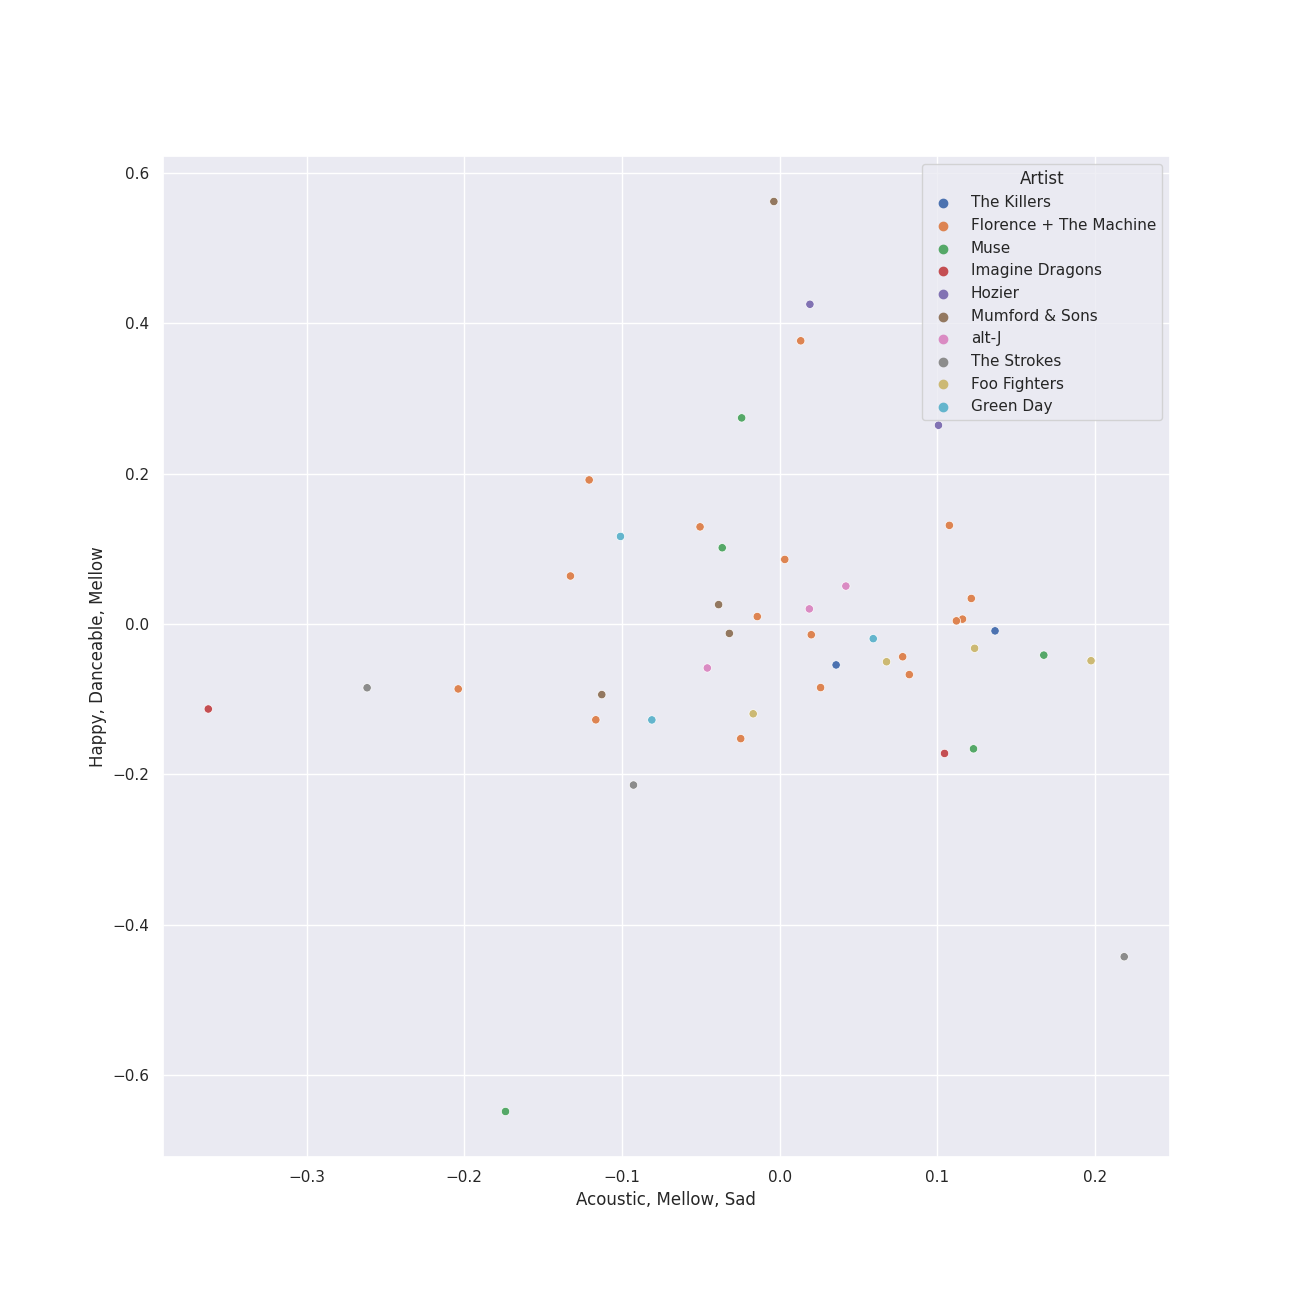 Artist
The Killers
Florence + The Machine
Muse
Imagine Dragons
Hozier
Mumford & Sons
alt-J
The Strokes
Foo Fighters
Green Day
0.6
0.4
0.2
0.0
−0.2
−0.4
−0.6
Happy, Danceable, Mellow
−0.3 −0.2 −0.1 0.0 0.1 0.2
Acoustic, Mellow, Sad